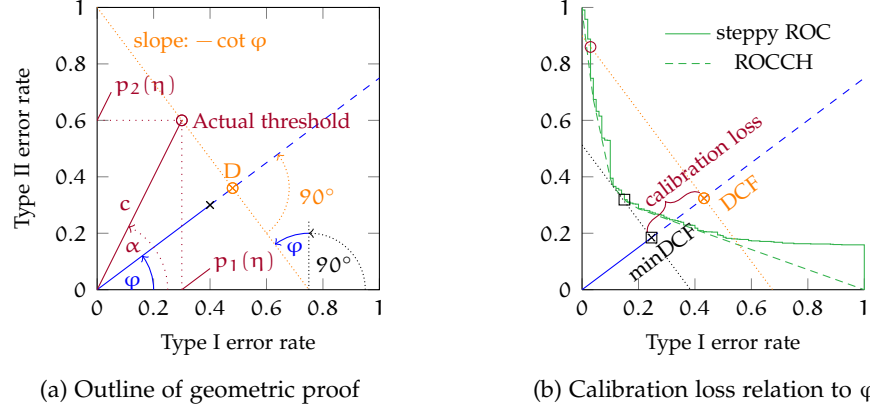 1
0.8
0.6
0.4
0.2
0
0
0.2
0.4
0.6
0.8
1
Type II error rate
Type I error rate
slope: − cot φ
p₂(η)
Actual threshold
D
c
α
φ
p₁(η)
90°
φ
90°
(a) Outline of geometric proof
1
0.8
0.6
0.4
0.2
0
0
0.2
0.4
0.6
0.8
1
Type I error rate
steppy ROC
ROCCH
calibration loss
DCF
minDCF
(b) Calibration loss relation to φ